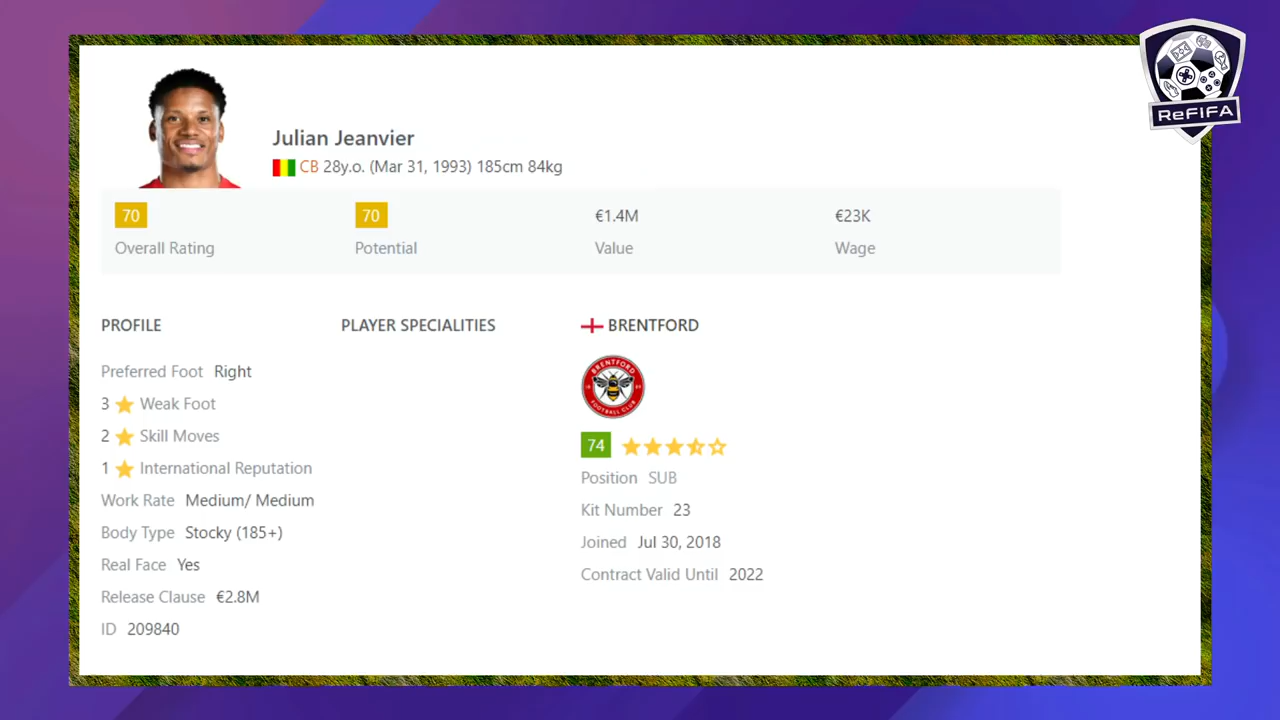 ReFIFA
Julian Jeanvier
CB 28y.o. (Mar 31, 1993) 185cm 84kg
70 70 €1.4M €23K
Overall Rating Potential Value Wage
PROFILE PLAYER SPECIALITIES BRENTFORD
Preferred Foot Right
BRENTFORD
FOOTBALL CLUB
3 Weak Foot
2 Skill Moves
74
1 International Reputation
Position SUB
Work Rate Medium/ Medium
Kit Number 23
Body Type Stocky (185+)
Joined Jul 30, 2018
Real Face Yes
Contract Valid Until 2022
Release Clause €2.8M
ID 209840